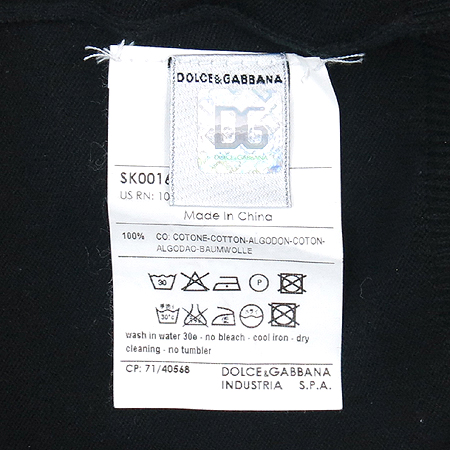 DOLCE&GABBANA
DG
DOLCE&GABBANA
SK0016
US RN: 10
Made in China
100% CO: COTONE-COTTON-ALGODON-COTON-
ALGODAO-BAUMWOLLE
30 P
30°C
wash in water 30e - no bleach - cool iron - dry
cleaning - no tumbler
CP: 71/40568 DOLCE&GABBANA
INDUSTRIA S.P.A.